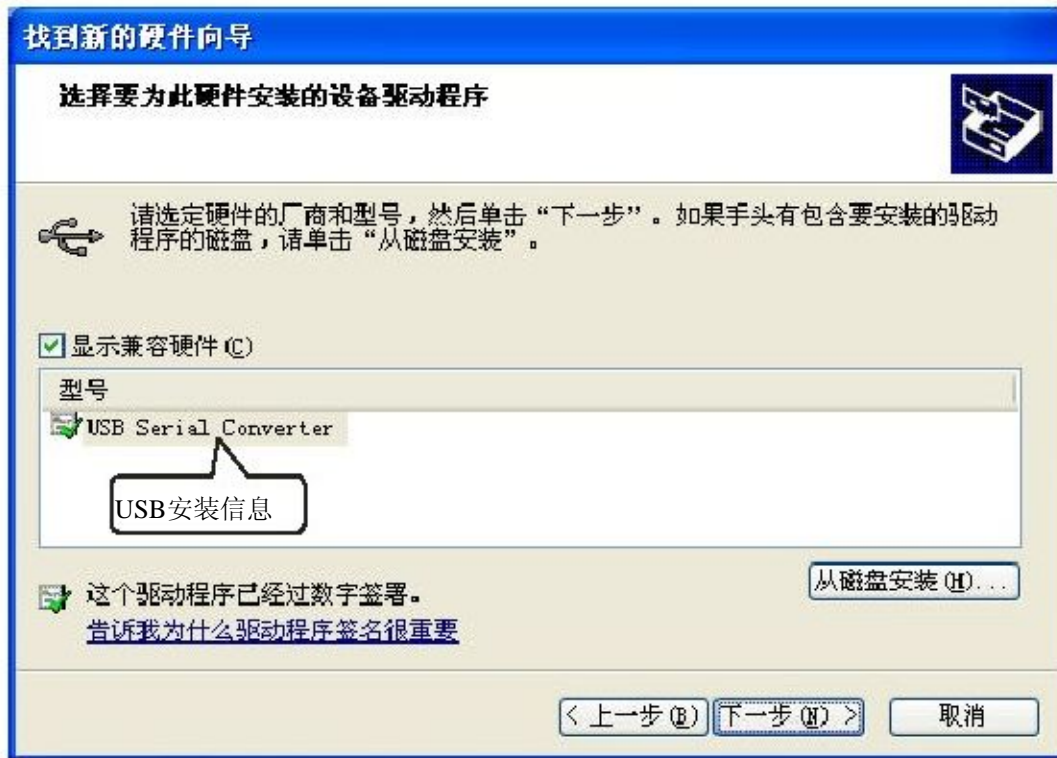 找到新的硬件向导
选择要为此硬件安装的设备驱动程序
请选定硬件的厂商和型号，然后单击“下一步”。如果手头有包含要安装的驱动
程序的磁盘，请单击“从磁盘安装”。
显示兼容硬件(C)
型号
USB Serial Converter
USB安装信息
从磁盘安装(H)...
这个驱动程序已经过数字签署。
告诉我为什么驱动程序签名很重要
< 上一步(B) 下一步(N) > 取消